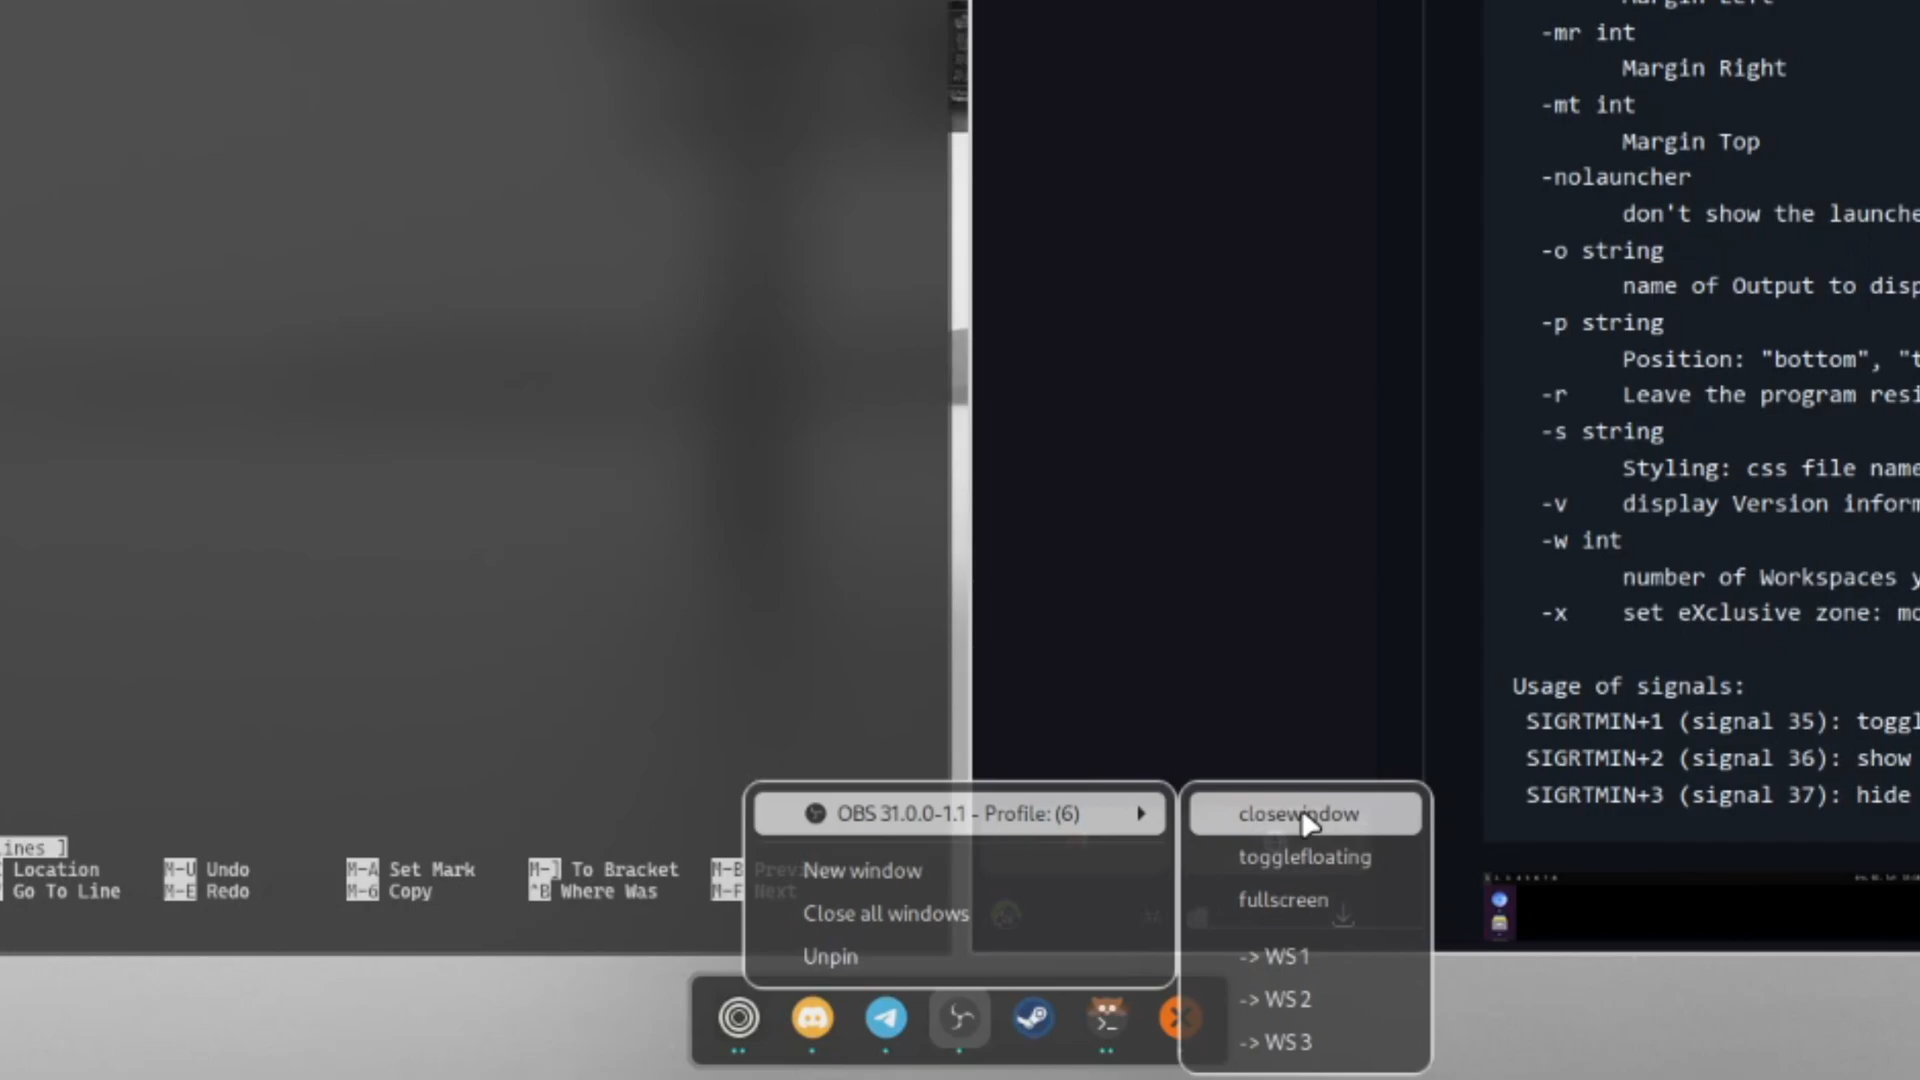 Margin Left
-mr int
Margin Right
-mt int
Margin Top
-nolauncher
don't show the launche
-o string
name of Output to disp
-p string
Position: "bottom", "t
-r Leave the program resi
-s string
Styling: css file name
-v display Version inform
-w int
number of Workspaces y
-x set eXclusive zone: mo
Usage of signals:
SIGRTMIN+1 (signal 35): toggl
SIGRTMIN+2 (signal 36): show
SIGRTMIN+3 (signal 37): hide
ines ]
Location M-U Undo M-A Set Mark M-] To Bracket M-B Previ
Go To Line M-E Redo M-6 Copy ^B Where Was M-F Next
OBS 31.0.0-1.1 - Profile: (6)
New window
Close all windows
Unpin
closewindow
togglefloating
fullscreen
-> WS 1
-> WS 2
-> WS 3